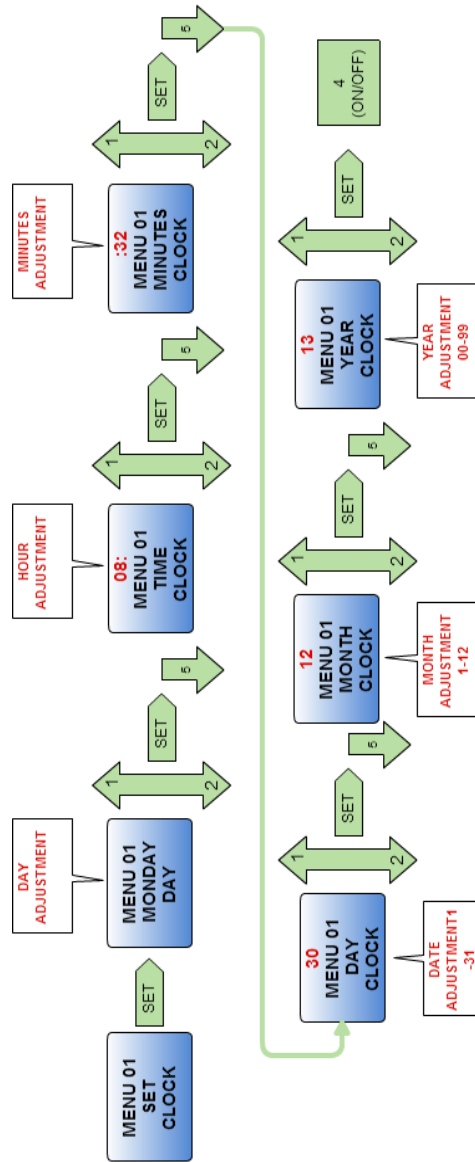 MENU 01
SET
CLOCK
SET
DAY
ADJUSTMENT
MENU 01
MONDAY
DAY
1
2
SET
5
HOUR
ADJUSTMENT
08:
MENU 01
TIME
CLOCK
1
2
SET
5
MINUTES
ADJUSTMENT
:32
MENU 01
MINUTES
CLOCK
1
2
SET
5
30
MENU 01
DAY
CLOCK
DATE
ADJUSTMENT1
-31
1
2
SET
5
12
MENU 01
MONTH
CLOCK
MONTH
ADJUSTMENT
1-12
1
2
SET
5
13
MENU 01
YEAR
CLOCK
YEAR
ADJUSTMENT
00-99
1
2
SET
4
(ON/OFF)